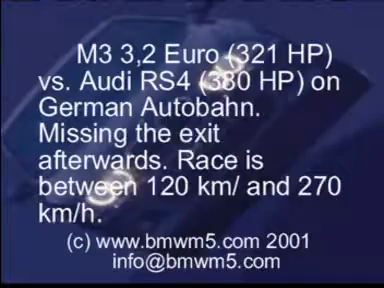 M3 3,2 Euro (321 HP)
vs. Audi RS4 (380 HP) on
German Autobahn.
Missing the exit
afterwards. Race is
between 120 km/ and 270
km/h.
(c) www.bmwm5.com 2001
info@bmwm5.com